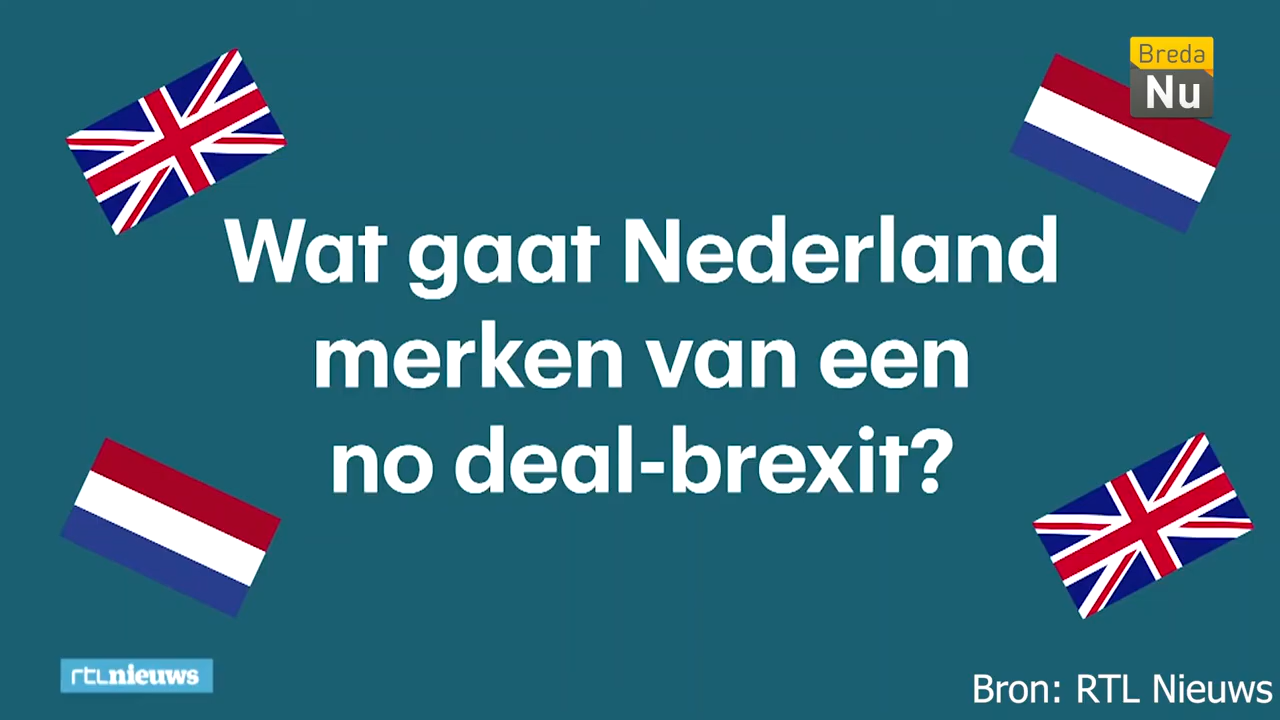 Breda
Nu
Wat gaat Nederland
merken van een
no deal-brexit?
rtlnieuws
Bron: RTL Nieuws